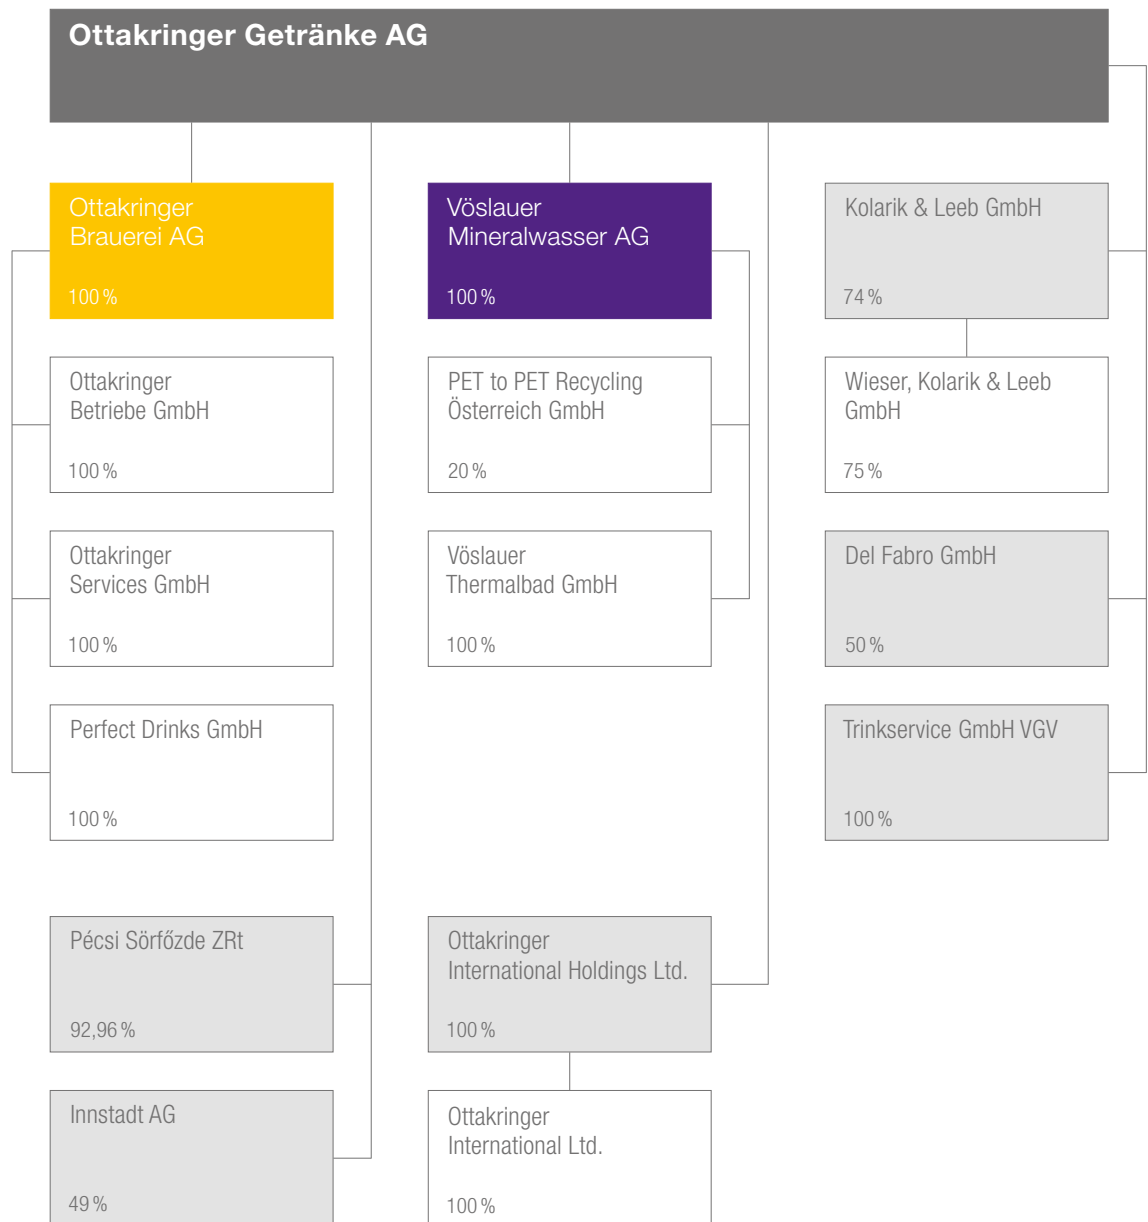 Ottakringer Getränke AG
Ottakringer
Brauerei AG
100 %
Vöslauer
Mineralwasser AG
100 %
Kolarik & Leeb GmbH
74 %
Ottakringer
Betriebe GmbH
100 %
PET to PET Recycling
Österreich GmbH
20 %
Wieser, Kolarik & Leeb
GmbH
75 %
Ottakringer
Services GmbH
100 %
Vöslauer
Thermalbad GmbH
100 %
Del Fabro GmbH
50 %
Perfect Drinks GmbH
100 %
Trinkservice GmbH VGV
100 %
Pécsi Sörfőzde ZRt
92,96 %
Ottakringer
International Holdings Ltd.
100 %
Innstadt AG
49 %
Ottakringer
International Ltd.
100 %